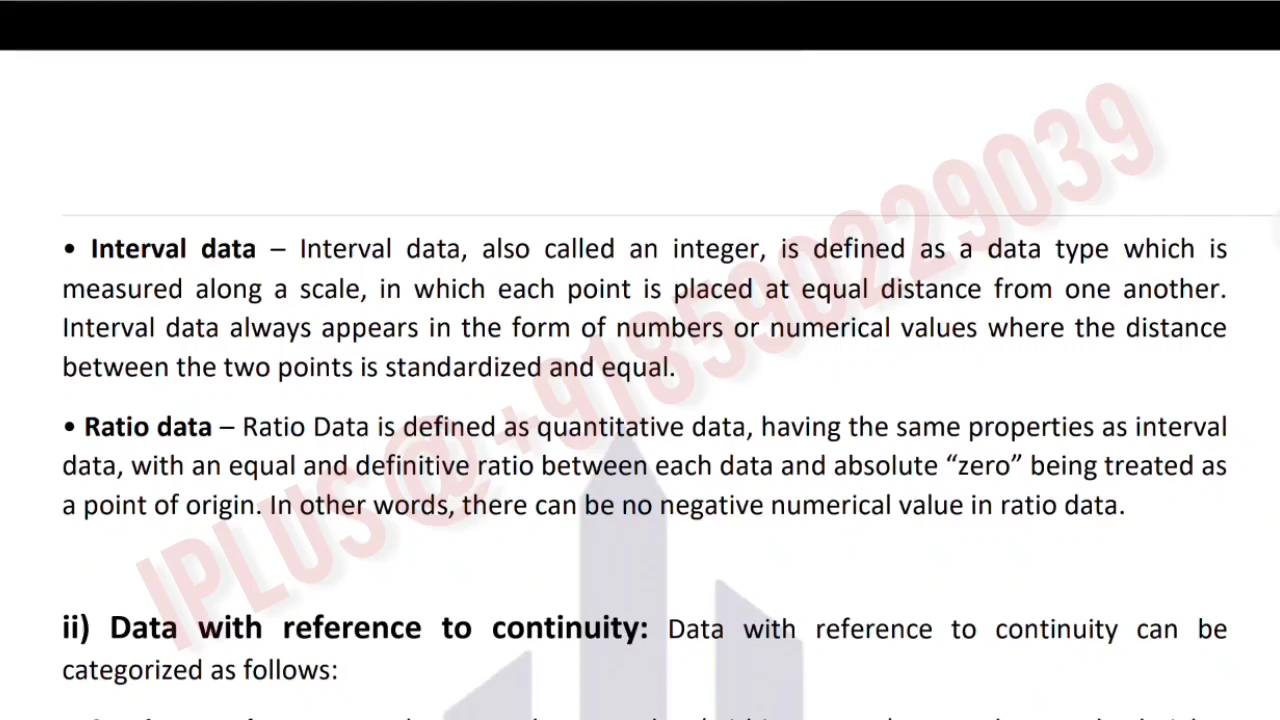 • Interval data – Interval data, also called an integer, is defined as a data type which is
measured along a scale, in which each point is placed at equal distance from one another.
Interval data always appears in the form of numbers or numerical values where the distance
between the two points is standardized and equal.
• Ratio data – Ratio Data is defined as quantitative data, having the same properties as interval
data, with an equal and definitive ratio between each data and absolute “zero” being treated as
a point of origin. In other words, there can be no negative numerical value in ratio data.
ii) Data with reference to continuity: Data with reference to continuity can be
categorized as follows:
IPLUS@+918590229039